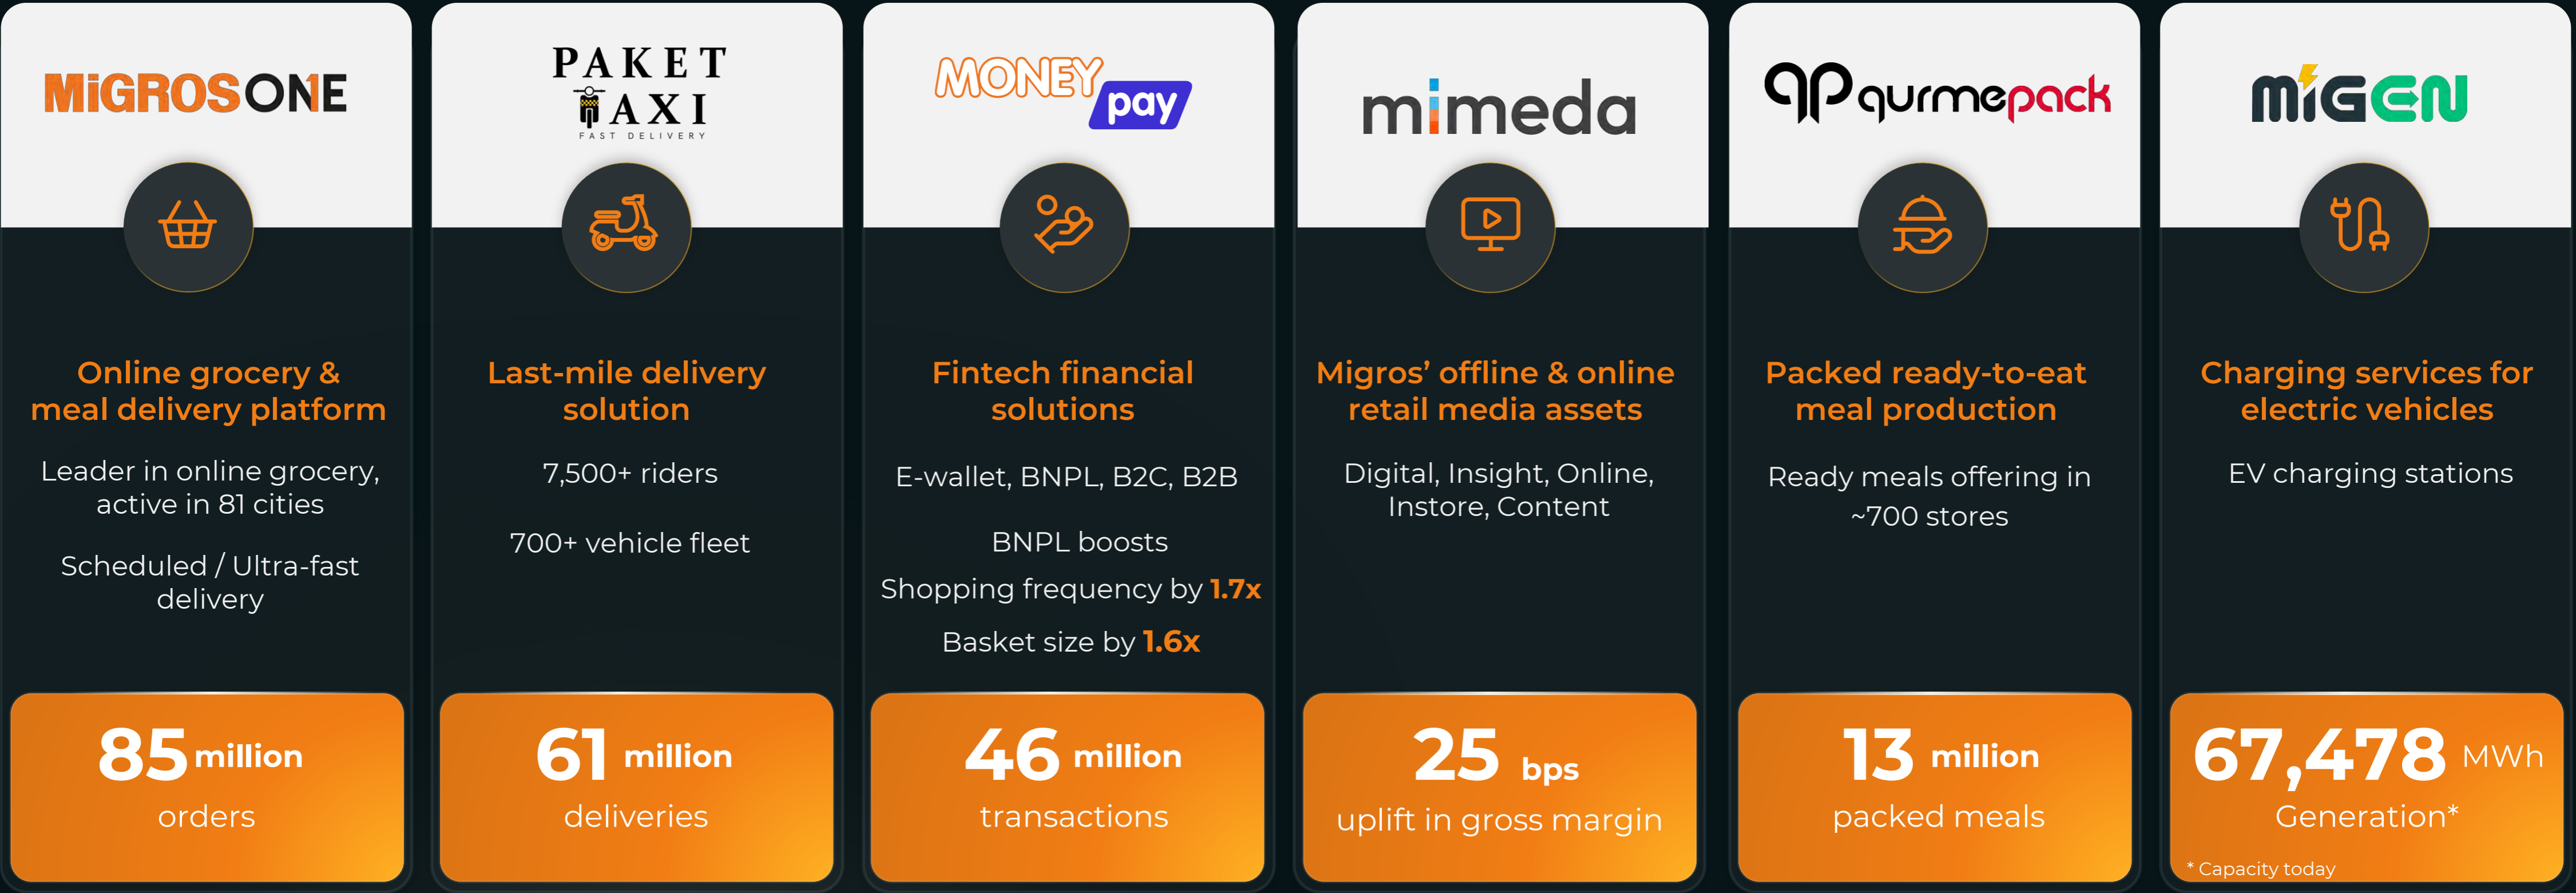 MiGROS ONE
Online grocery &
meal delivery platform
Leader in online grocery,
active in 81 cities
Scheduled / Ultra-fast
delivery
85 million
orders
PAKET
TAXI
FAST DELIVERY
Last-mile delivery
solution
7,500+ riders
700+ vehicle fleet
61 million
deliveries
MONEY
pay
Fintech financial
solutions
E-wallet, BNPL, B2C, B2B
BNPL boosts
Shopping frequency by 1.7x
Basket size by 1.6x
46 million
transactions
mimeda
Migros’ offline & online
retail media assets
Digital, Insight, Online,
Instore, Content
25 bps
uplift in gross margin
gp gurmepack
Packed ready-to-eat
meal production
Ready meals offering in
~700 stores
13 million
packed meals
MiGEN
Charging services for
electric vehicles
EV charging stations
67,478 MWh
Generation*
* Capacity today